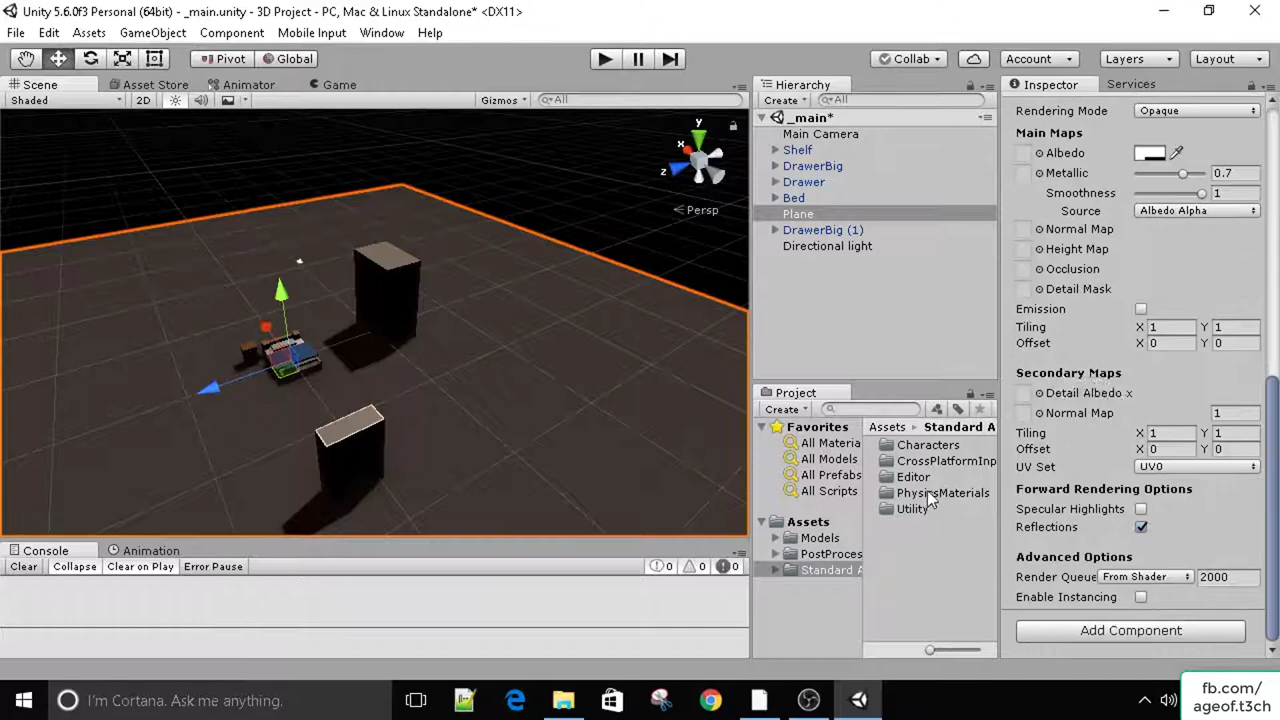 Unity 5.6.0f3 Personal (64bit) - _main.unity - 3D Project - PC, Mac & Linux Standalone* <DX11>
File Edit Assets GameObject Component Mobile Input Window Help
Pivot Global Collab Account Layers Layout
Scene Asset Store Animator Game
Shaded 2D Gizmos All
y
x
z
Persp
Hierarchy
Create All
_main*
Main Camera
Shelf
DrawerBig
Drawer
Bed
Plane
DrawerBig (1)
Directional light
Project
Create
Favorites
All Materia
All Models
All Prefabs
All Scripts
Assets
Models
PostProces
Standard A
Assets Standard A
Characters
CrossPlatformInp
Editor
PhysicsMaterials
Utility
Inspector Services
Rendering Mode Opaque
Main Maps
Albedo
Metallic 0.7
Smoothness 1
Source Albedo Alpha
Normal Map
Height Map
Occlusion
Detail Mask
Emission
Tiling X 1 Y 1
Offset X 0 Y 0
Secondary Maps
Detail Albedo x
Normal Map 1
Tiling X 1 Y 1
Offset X 0 Y 0
UV Set UV0
Forward Rendering Options
Specular Highlights
Reflections
Advanced Options
Render Queue From Shader 2000
Enable Instancing
Add Component
Console Animation
Clear Collapse Clear on Play Error Pause 0 0 0
I'm Cortana. Ask me anything.
fb.com/
ageof.t3ch